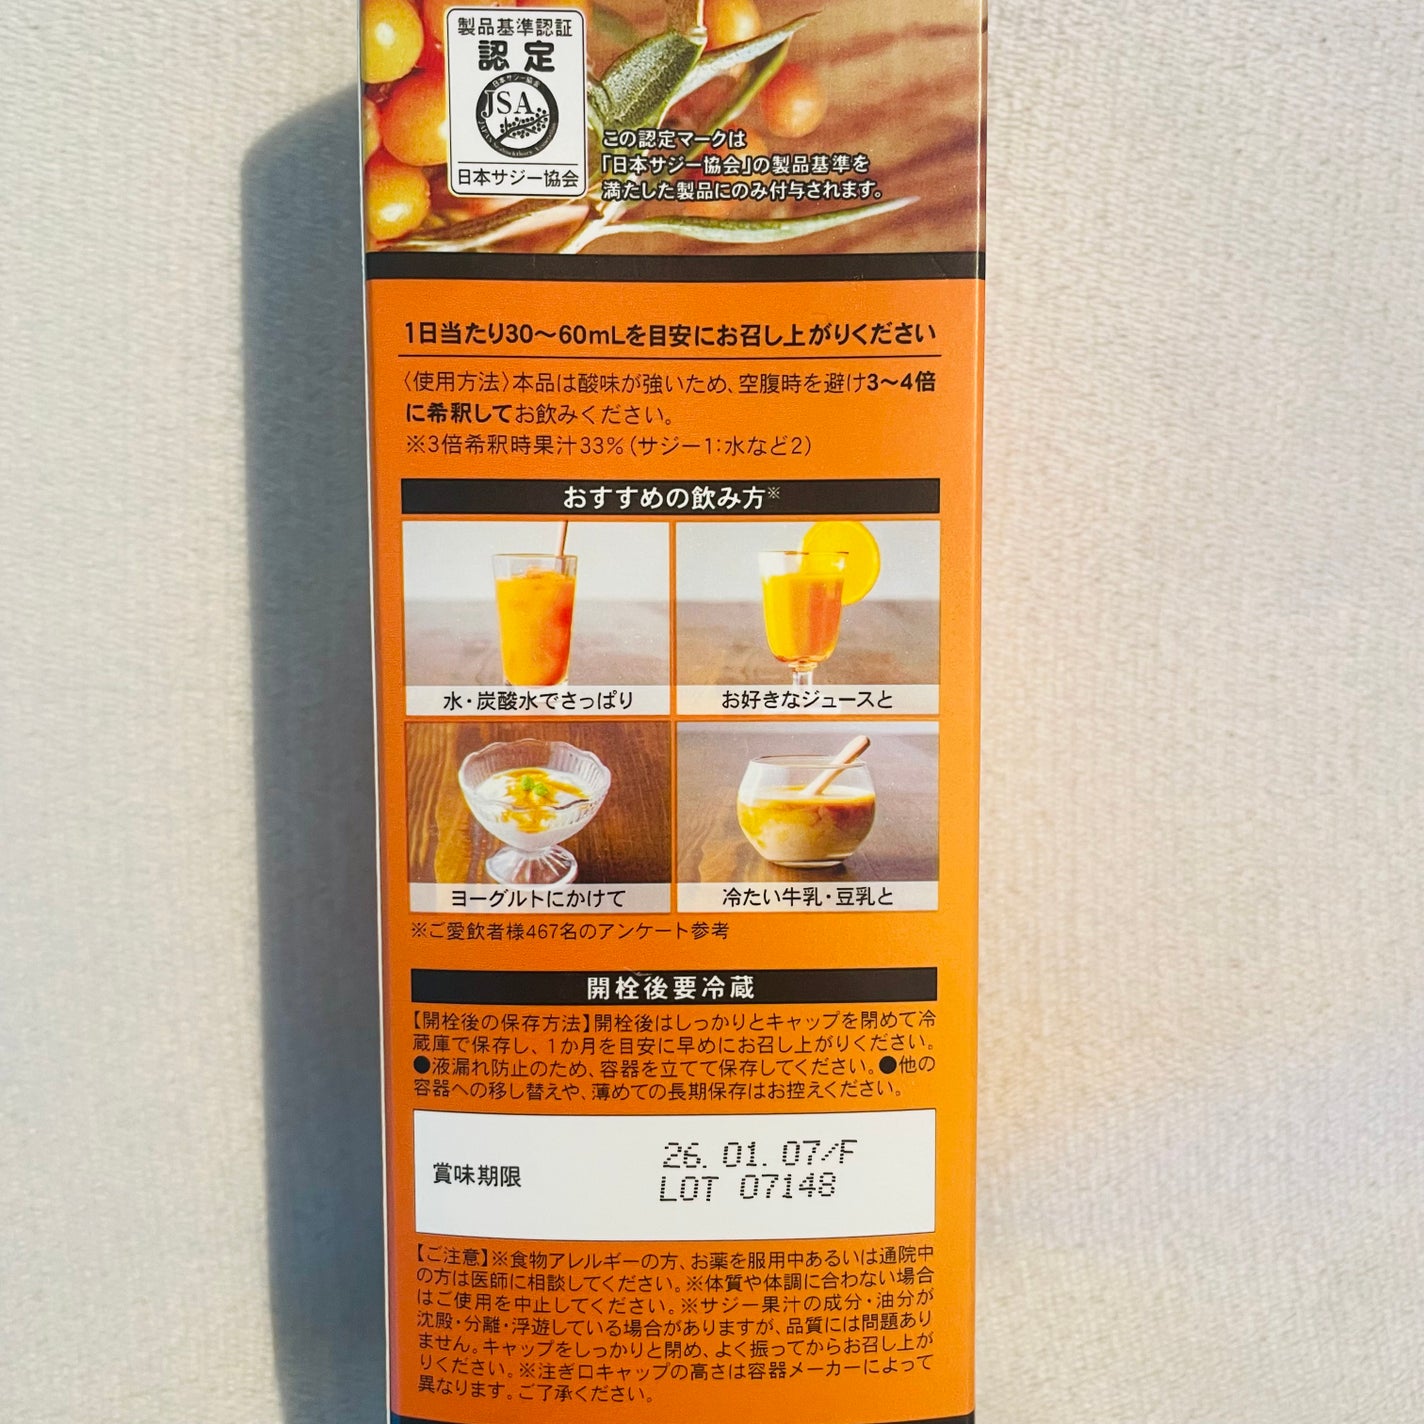 製品基準認証
認定
日本サジー協会
JSA
日本サジー協会
この認定マークは
「日本サジー協会」の製品基準を
満たした製品にのみ付与されます。
1日当たり30〜60mLを目安にお召し上がりください
〈使用方法〉本品は酸味が強いため、空腹時を避け3〜4倍
に希釈してお飲みください。
※3倍希釈時果汁33%(サジー1:水など2)
おすすめの飲み方※
水・炭酸水でさっぱり
お好きなジュースと
ヨーグルトにかけて
冷たい牛乳・豆乳と
※ご愛飲者様467名のアンケート参考
開栓後要冷蔵
【開栓後の保存方法】開栓後はしっかりとキャップを閉めて冷
蔵庫で保存し、1か月を目安に早めにお召し上がりください。
●液漏れ防止のため、容器を立てて保存してください。●他の
容器への移し替えや、薄めての長期保存はお控えください。
賞味期限
26. 01. 07/F
LOT 07148
【ご注意】※食物アレルギーの方、お薬を服用中あるいは通院中
の方は医師に相談してください。※体質や体調に合わない場合
はご使用を中止してください。※サジー果汁の成分・油分が
沈殿・分離・浮遊している場合がありますが、品質には問題あり
ません。キャップをしっかりと閉め、よく振ってからお召し上が
りください。※注ぎ口キャップの高さは容器メーカーによって
異なります。ご了承ください。